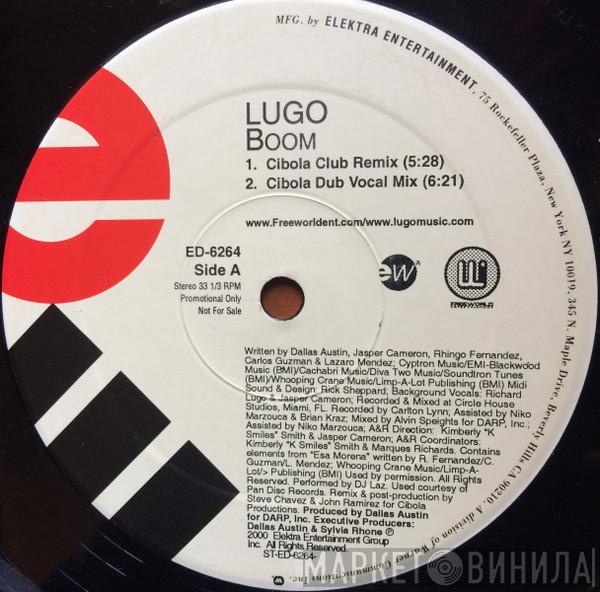 MFG. by ELEKTRA ENTERTAINMENT, 75 Rockefeller Plaza, New York NY 10019, 345 N. Maple Drive, Beverly Hills CA 90210. A division of Warner Communications Inc.
LUGO
BOOM
1. Cibola Club Remix (5:28)
2. Cibola Dub Vocal Mix (6:21)
www.Freeworldent.com/www.lugomusic.com
ED-6264
Side A
Stereo 33 1/3 RPM
Promotional Only
Not For Sale
ew
FREEWORLD
Written by Dallas Austin, Jasper Cameron, Rhingo Fernandez,
Carlos Guzman & Lazaro Mendez; Cyptron Music/EMI-Blackwood
Music (BMI)/Cachabri Music/Diva Two Music/Soundtron Tunes
(BMI)/Whooping Crane Music/Limp-A-Lot Publishing (BMI) Midi
Sound & Design: Rick Sheppard; Background Vocals: Richard
Lugo & Jasper Cameron; Recorded & Mixed at Circle House
Studios, Miami, FL. Recorded by Carlton Lynn; Assisted by Niko
Marzouca & Brian Kraz; Mixed by Alvin Speights for DARP, Inc.;
Assisted by Niko Marzouca; A&R Direction: Kimberly "K
Smiles" Smith & Jasper Cameron; A&R Coordinators:
Kimberly "K Smiles" Smith & Marques Richards. Contains
elements from "Esa Morena" written by R. Fernandez/C.
Guzman/L. Mendez; Whooping Crane Music/Limp-A-
Lot/> Publishing (BMI) Used by permission. All Rights
Reserved. Performed by DJ Laz. Used courtesy of
Pan Disc Records. Remix & post-production by
Steve Chavez & John Ramirez for Cibola
Productions. Produced by Dallas Austin
for DARP, Inc. Executive Producers:
Dallas Austin & Sylvia Rhone ℗
2000 Elektra Entertainment Group
Inc. All Rights Reserved.
ST-ED-6264-
МАРКЕТ ВИНИЛА